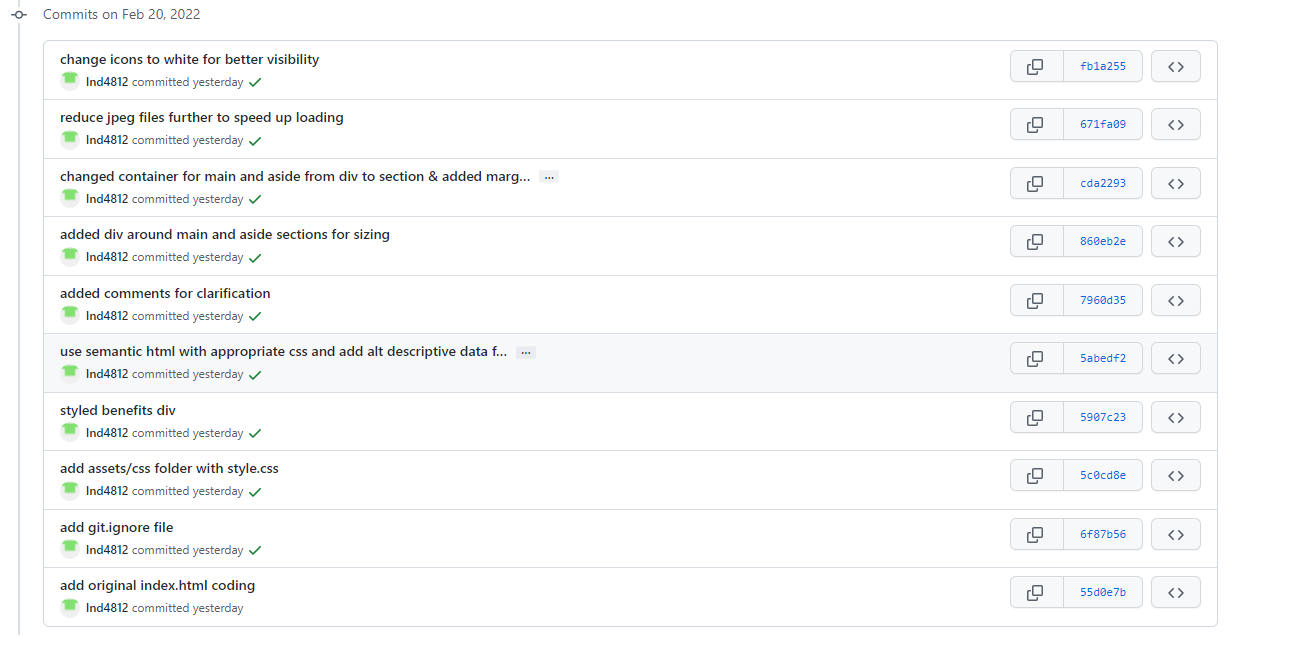 Commits on Feb 20, 2022
change icons to white for better visibility
fb1a255
lnd4812 committed yesterday
reduce jpeg files further to speed up loading
671fa09
lnd4812 committed yesterday
changed container for main and aside from div to section & added marg... ...
cda2293
lnd4812 committed yesterday
added div around main and aside sections for sizing
860eb2e
lnd4812 committed yesterday
added comments for clarification
7960d35
lnd4812 committed yesterday
use semantic html with appropriate css and add alt descriptive data f... ...
5abedf2
lnd4812 committed yesterday
styled benefits div
5907c23
lnd4812 committed yesterday
add assets/css folder with style.css
5c0cd8e
lnd4812 committed yesterday
add git.ignore file
6f87b56
lnd4812 committed yesterday
add original index.html coding
55d0e7b
lnd4812 committed yesterday